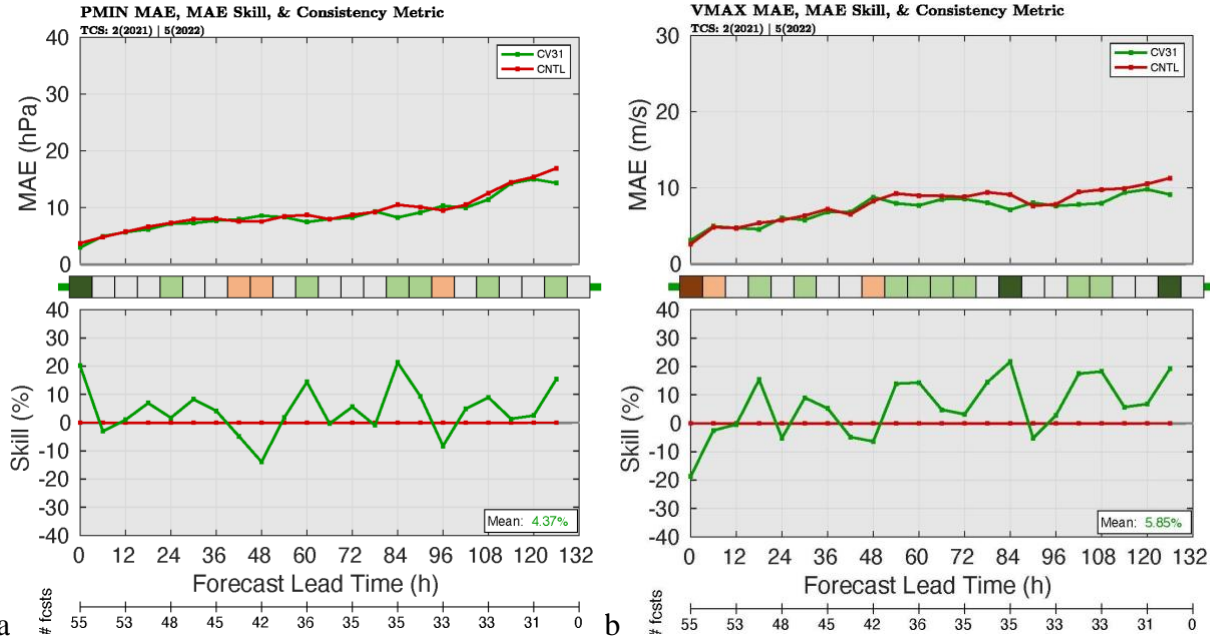 PMIN MAE, MAE Skill, & Consistency Metric
TCS: 2(2021) | 5(2022)
40
30
20
10
0
MAE (hPa)
CV31
CNTL
40
30
20
10
0
-10
-20
-30
-40
Skill (%)
Mean: 4.37%
0 12 24 36 48 60 72 84 96 108 120 132
Forecast Lead Time (h)
# fcsts
55 53 48 45 42 36 36 35 33 33 31 0
a
VMAX MAE, MAE Skill, & Consistency Metric
TCS: 2(2021) | 5(2022)
30
20
10
0
MAE (m/s)
CV31
CNTL
40
30
20
10
0
-10
-20
-30
-40
Skill (%)
Mean: 5.85%
0 12 24 36 48 60 72 84 96 108 120 132
Forecast Lead Time (h)
# fcsts
55 53 48 45 42 36 36 35 33 33 31 0
b